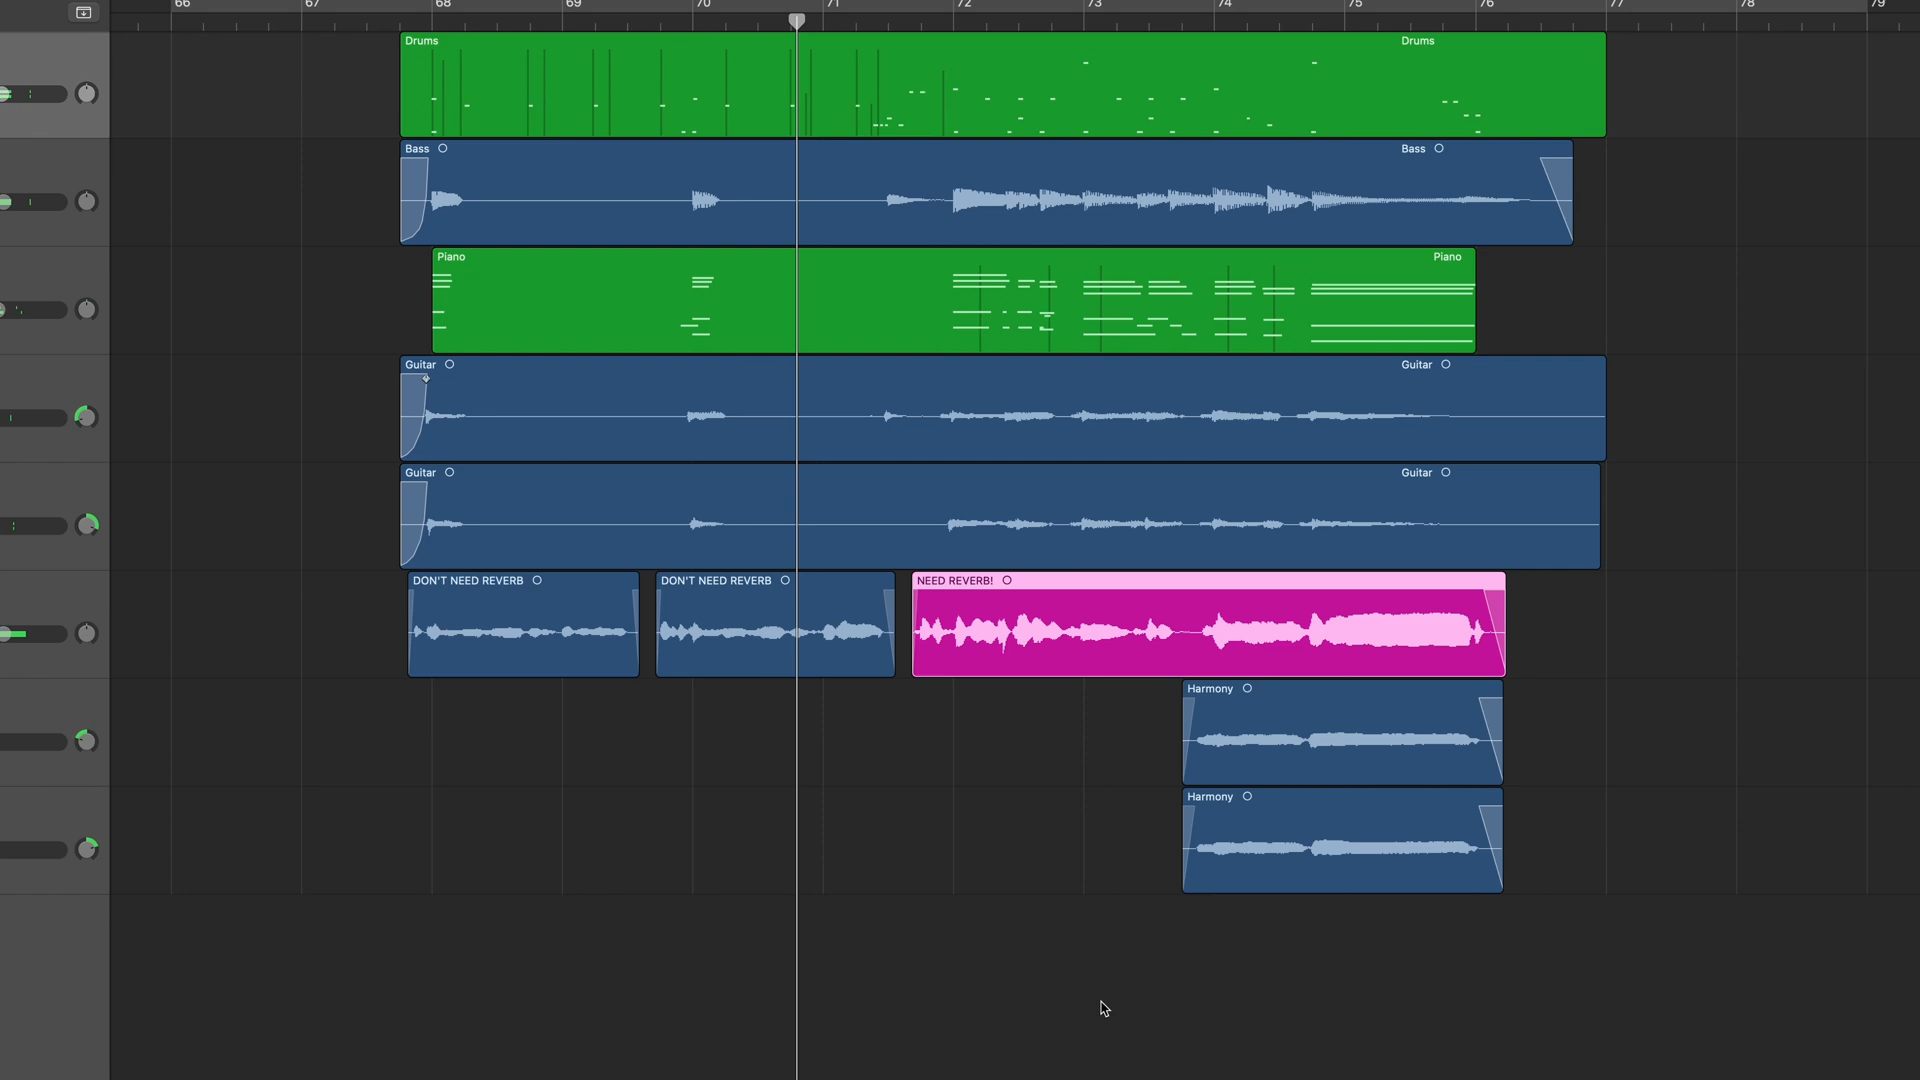 66 67 68 69 70 71 72 73 74 75 76 77 78 79
Drums Drums
Bass Bass
Piano Piano
Guitar Guitar
Guitar Guitar
DON'T NEED REVERB DON'T NEED REVERB NEED REVERB!
Harmony
Harmony